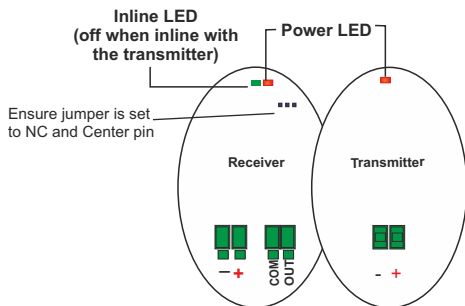 Inline LED
(off when inline with
the transmitter)
Power LED
Ensure jumper is set
to NC and Center pin
Receiver
Transmitter
− +
COM
OUT
- +